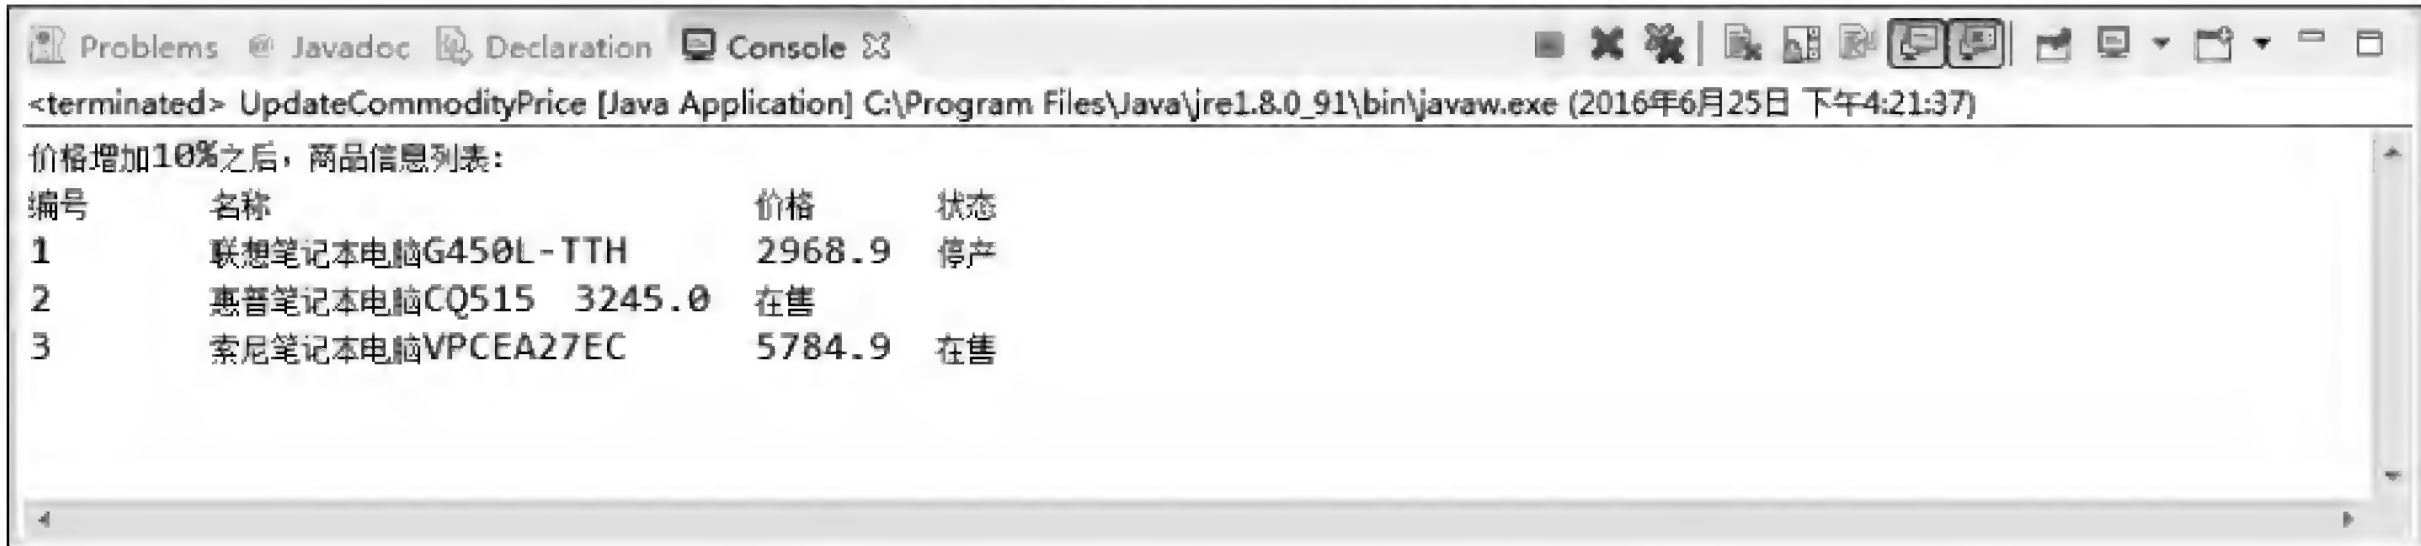 Problems @ Javadoc Declaration Console
<terminated> UpdateCommodityPrice [Java Application] C:\Program Files\Java\jre1.8.0_91\bin\javaw.exe (2016年6月25日 下午4:21:37)
价格增加10%之后，商品信息列表:
编号 名称 价格 状态
1 联想笔记本电脑G450L-TTH 2968.9 停产
2 惠普笔记本电脑CQ515 3245.0 在售
3 索尼笔记本电脑VPCEA27EC 5784.9 在售